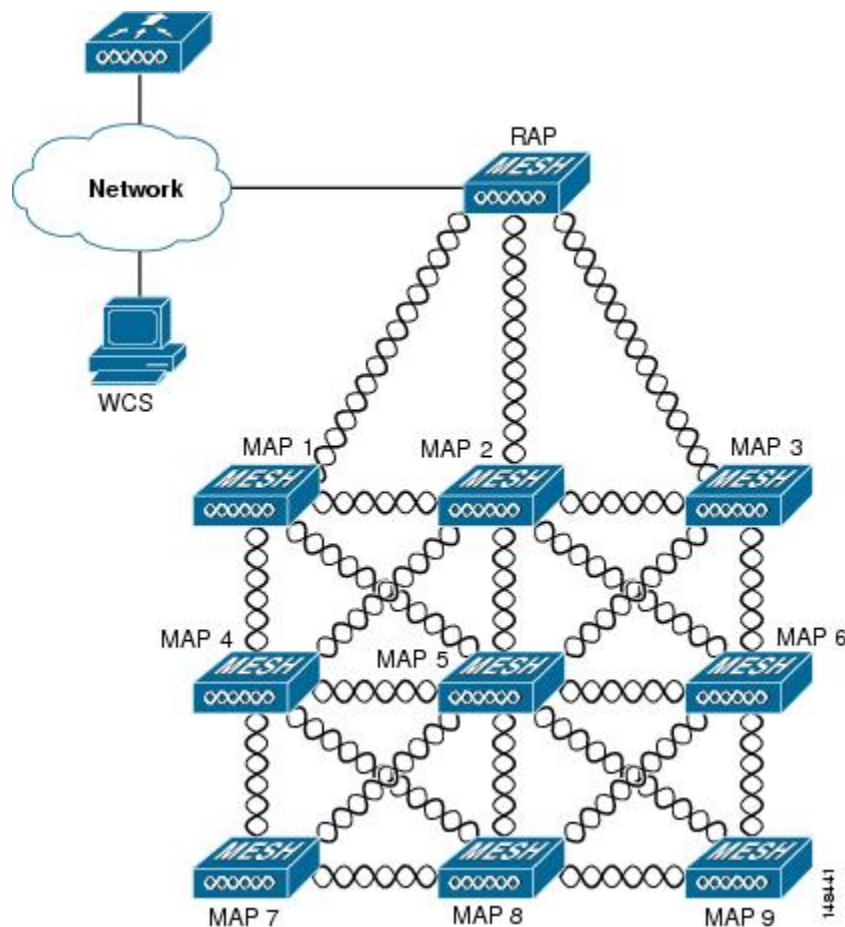 RAP
MESH
Network
WCS
MAP 1
MAP 2
MAP 3
MESH
MESH
MESH
MAP 4
MAP 5
MAP 6
MESH
MESH
MESH
MESH
MESH
MESH
MAP 7
MAP 8
MAP 9
148441